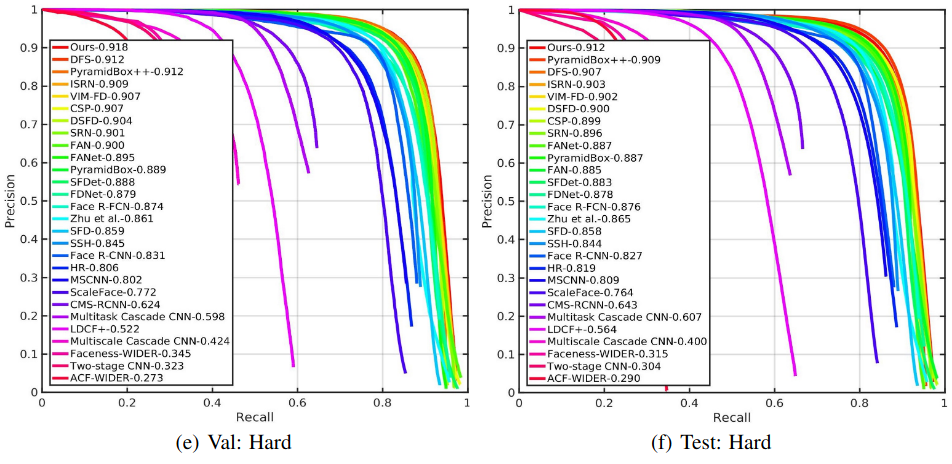 1
0.9
0.8
0.7
0.6
0.5
0.4
0.3
0.2
0.1
0
Precision
Ours-0.918
DFS-0.912
PyramidBox++-0.912
ISRN-0.909
VIM-FD-0.907
CSP-0.907
DSFD-0.904
SRN-0.901
FAN-0.900
FANet-0.895
PyramidBox-0.889
SFDet-0.888
FDNet-0.879
Face R-FCN-0.874
Zhu et al.-0.861
SFD-0.859
SSH-0.845
Face R-CNN-0.831
HR-0.806
MSCNN-0.802
ScaleFace-0.772
CMS-RCNN-0.624
Multitask Cascade CNN-0.598
LDCF+-0.522
Multiscale Cascade CNN-0.424
Faceness-WIDER-0.345
Two-stage CNN-0.323
ACF-WIDER-0.273
0 0.2 0.4 0.6 0.8 1
Recall
(e) Val: Hard
1
0.9
0.8
0.7
0.6
0.5
0.4
0.3
0.2
0.1
0
Precision
Ours-0.912
PyramidBox++-0.909
DFS-0.907
ISRN-0.903
VIM-FD-0.902
DSFD-0.900
CSP-0.899
SRN-0.896
FANet-0.887
PyramidBox-0.887
FAN-0.885
SFDet-0.883
FDNet-0.878
Face R-FCN-0.876
Zhu et al.-0.865
SFD-0.858
SSH-0.844
Face R-CNN-0.827
HR-0.819
MSCNN-0.809
ScaleFace-0.764
CMS-RCNN-0.643
Multitask Cascade CNN-0.607
LDCF+-0.564
Multiscale Cascade CNN-0.400
Faceness-WIDER-0.315
Two-stage CNN-0.304
ACF-WIDER-0.290
0 0.2 0.4 0.6 0.8 1
Recall
(f) Test: Hard